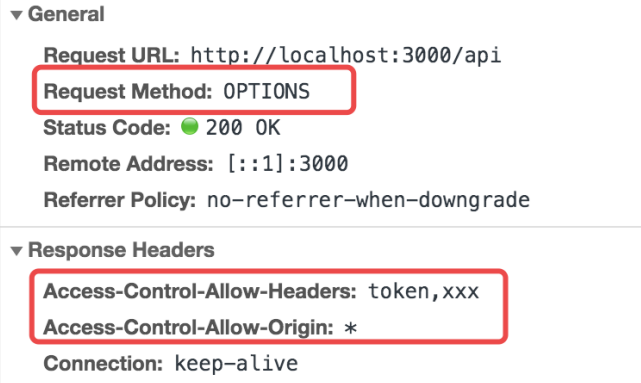 General
Request URL: http://localhost:3000/api
Request Method: OPTIONS
Status Code: 200 OK
Remote Address: [::1]:3000
Referrer Policy: no-referrer-when-downgrade
Response Headers
Access-Control-Allow-Headers: token,xxx
Access-Control-Allow-Origin: *
Connection: keep-alive